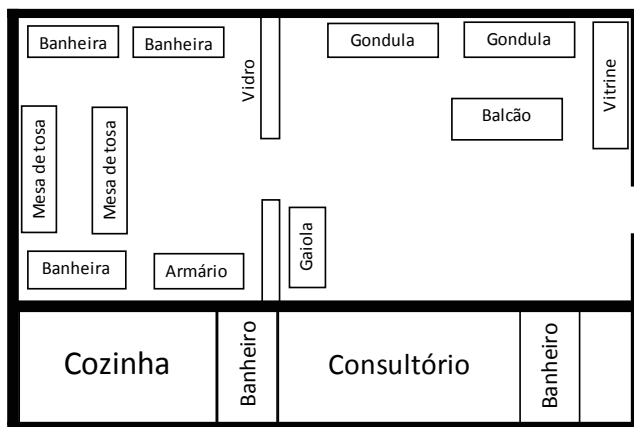 Banheira
Banheira
Vidro
Gondula
Gondula
Vitrine
Balcão
Mesa de tosa
Mesa de tosa
Banheira
Armário
Gaiola
Cozinha
Banheiro
Consultório
Banheiro